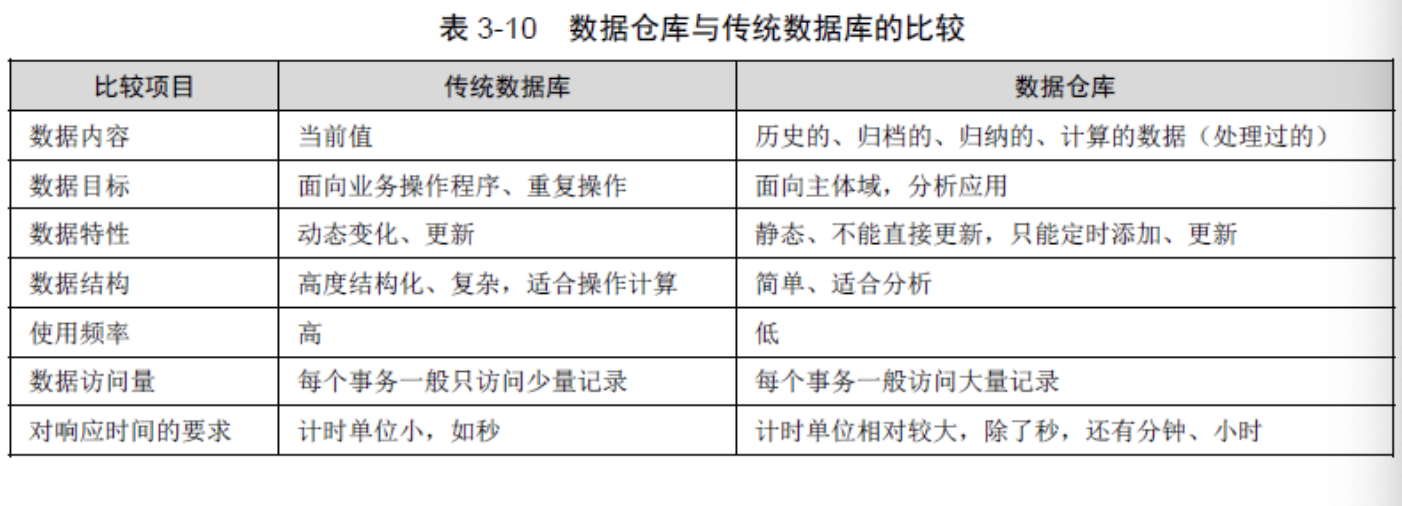 表 3-10 数据仓库与传统数据库的比较
比较项目 传统数据库 数据仓库
数据内容 当前值 历史的、归档的、归纳的、计算的数据（处理过的）
数据目标 面向业务操作程序、重复操作 面向主体域，分析应用
数据特性 动态变化、更新 静态、不能直接更新，只能定时添加、更新
数据结构 高度结构化、复杂，适合操作计算 简单、适合分析
使用频率 高 低
数据访问量 每个事务一般只访问少量记录 每个事务一般访问大量记录
对响应时间的要求 计时单位小，如秒 计时单位相对较大，除了秒，还有分钟、小时